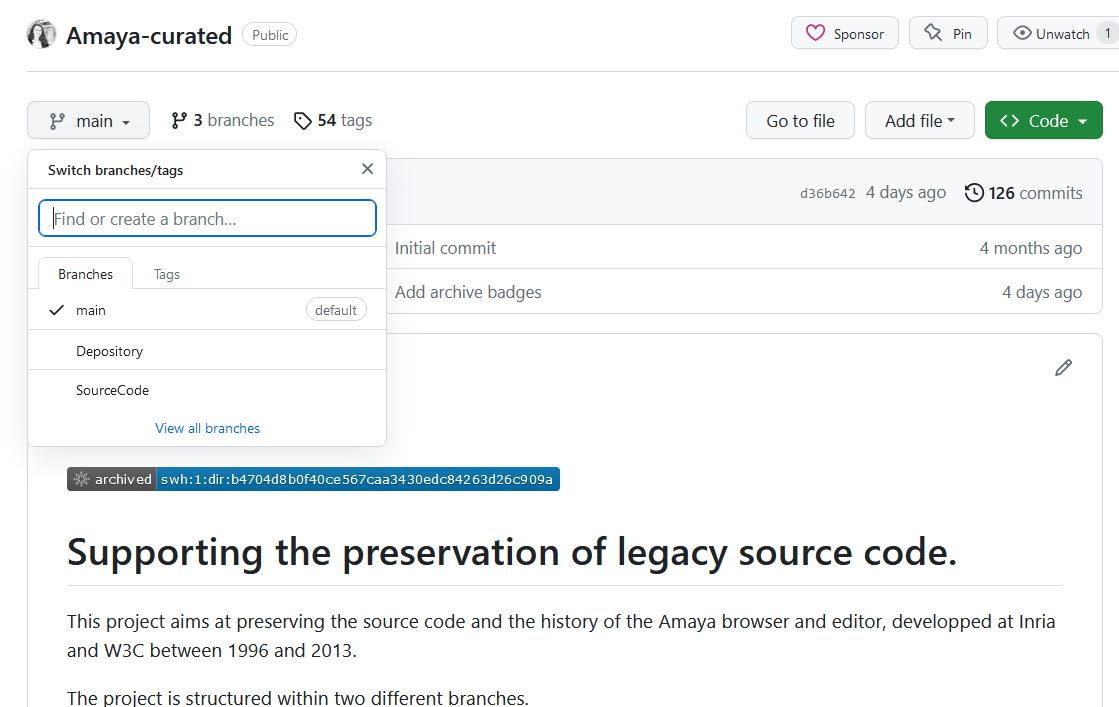 Amaya-curated Public Sponsor Pin Unwatch 1
main 3 branches 54 tags Go to file Add file Code
Switch branches/tags
d36b642 4 days ago 126 commits
Find or create a branch...
Initial commit 4 months ago
Branches Tags
Add archive badges 4 days ago
main default
Depository
SourceCode
View all branches
archived swh:1:dir:b4704d8b0f40ce567caa3430edc84263d26c909a
Supporting the preservation of legacy source code.
This project aims at preserving the source code and the history of the Amaya browser and editor, developped at Inria
and W3C between 1996 and 2013.
The project is structured within two different branches.